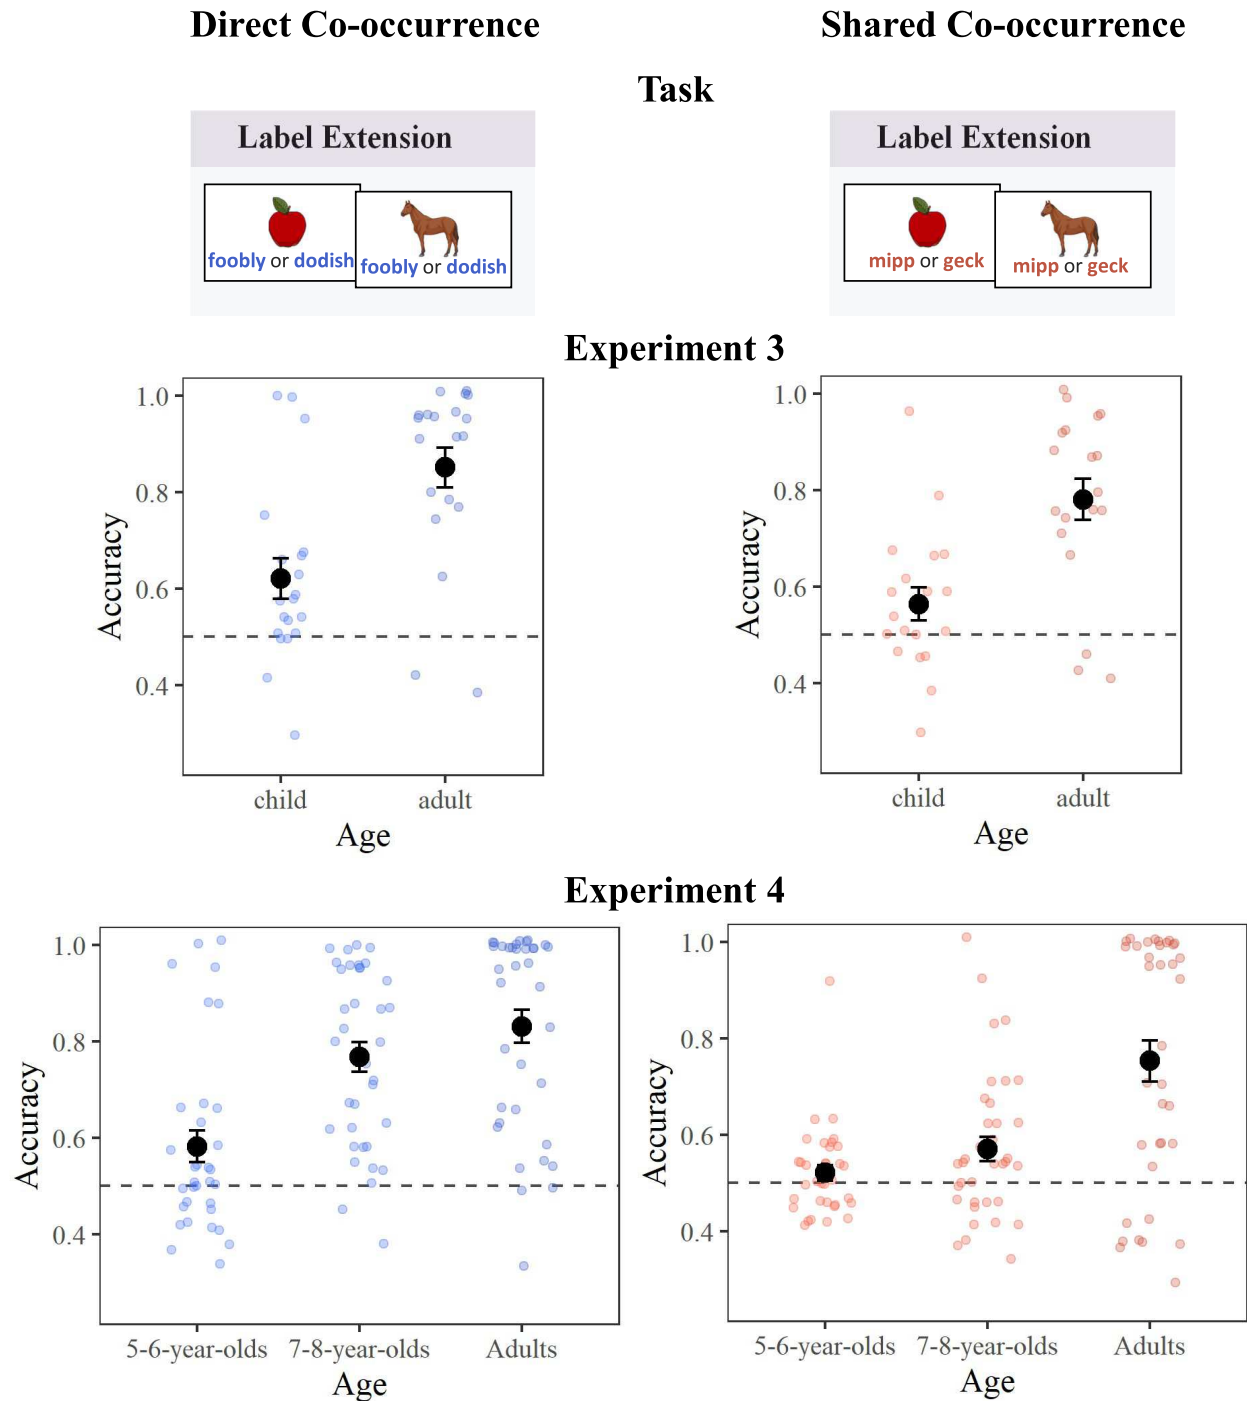 Direct Co-occurrence
Shared Co-occurrence
Task
Label Extension
foobly or dodish
foobly or dodish
Label Extension
mipp or geck
mipp or geck
Experiment 3
Accuracy
1.0
0.8
0.6
0.4
child
adult
Age
Accuracy
1.0
0.8
0.6
0.4
child
adult
Age
Experiment 4
Accuracy
1.0
0.8
0.6
0.4
5-6-year-olds
7-8-year-olds
Adults
Age
Accuracy
1.0
0.8
0.6
0.4
5-6-year-olds
7-8-year-olds
Adults
Age